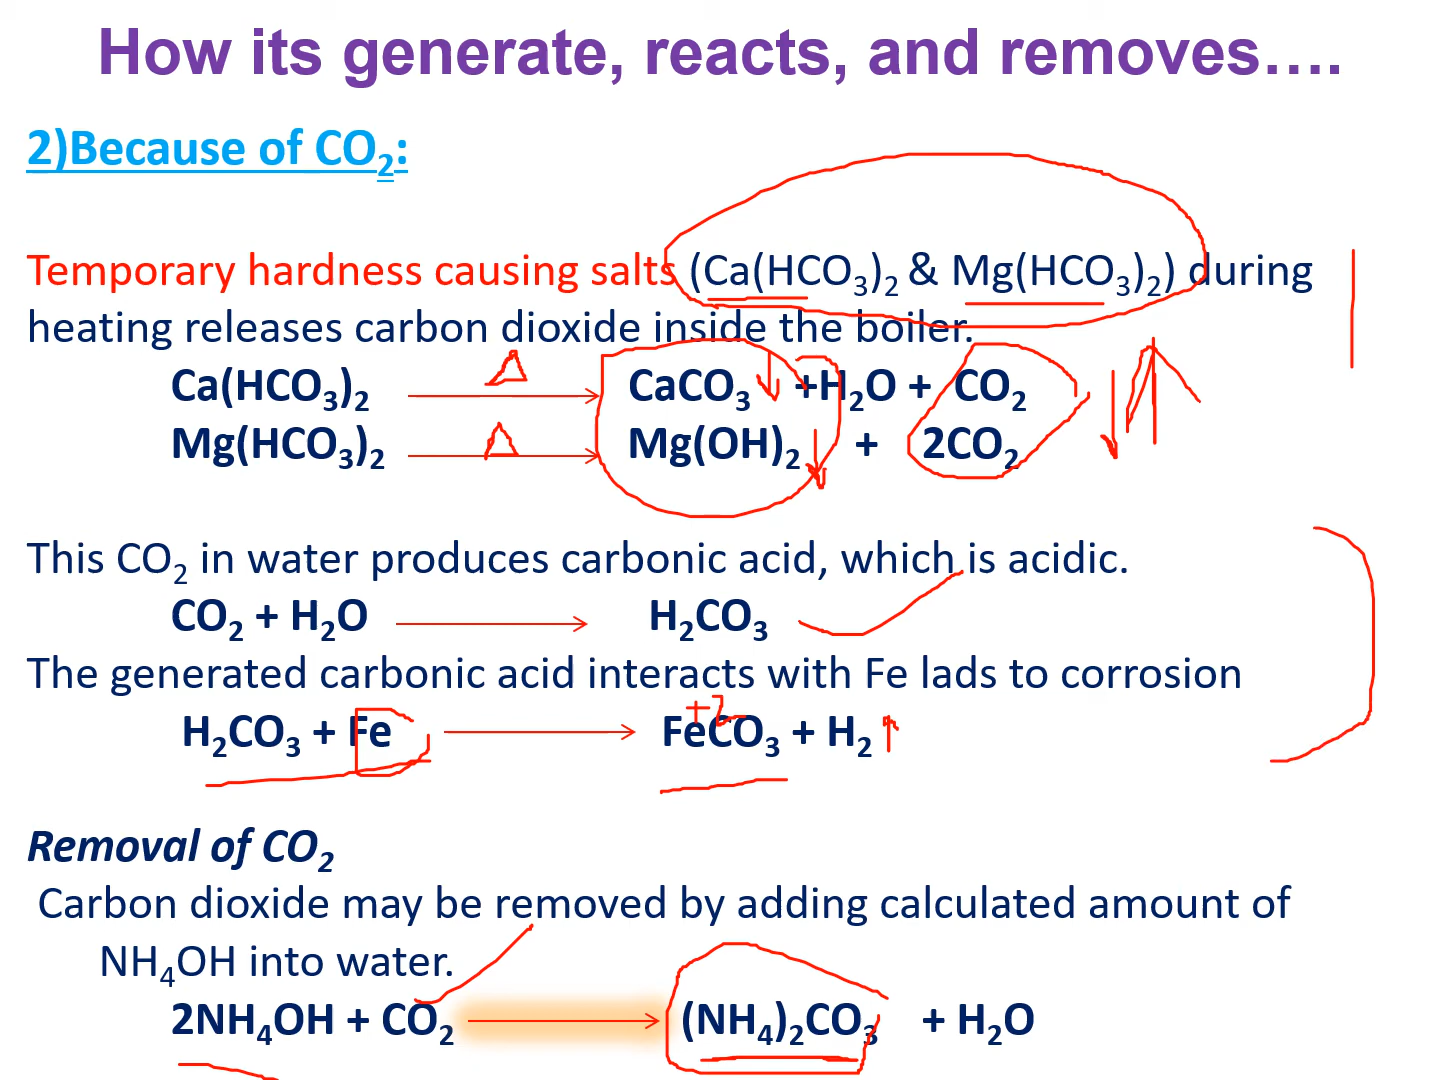 How its generate, reacts, and removes….
2)Because of CO₂:
Temporary hardness causing salts (Ca(HCO₃)₂ & Mg(HCO₃)₂) during
heating releases carbon dioxide inside the boiler.
Ca(HCO₃)₂ → Δ CaCO₃ ↓ +H₂O + CO₂
Mg(HCO₃)₂ → Δ Mg(OH)₂ ↓ + 2CO₂
This CO₂ in water produces carbonic acid, which is acidic.
CO₂ + H₂O → H₂CO₃
The generated carbonic acid interacts with Fe lads to corrosion
+2
H₂CO₃ + Fe → FeCO₃ + H₂ ↑
Removal of CO₂
Carbon dioxide may be removed by adding calculated amount of
NH₄OH into water.
2NH₄OH + CO₂ → (NH₄)₂CO₃ + H₂O